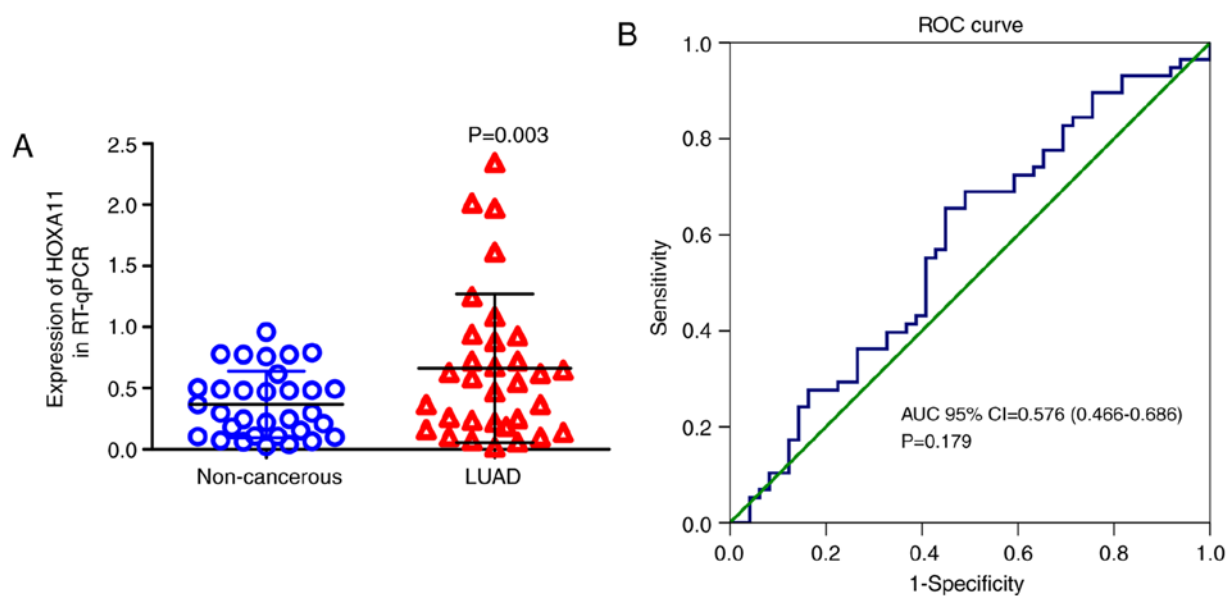 A
P=0.003
Expression of HOXA11
in RT-qPCR
2.5
2.0
1.5
1.0
0.5
0.0
Non-cancerous
LUAD
B
ROC curve
Sensitivity
1.0
0.8
0.6
0.4
0.2
0.0
AUC 95% CI=0.576 (0.466-0.686)
P=0.179
0.0
0.2
0.4
0.6
0.8
1.0
1-Specificity